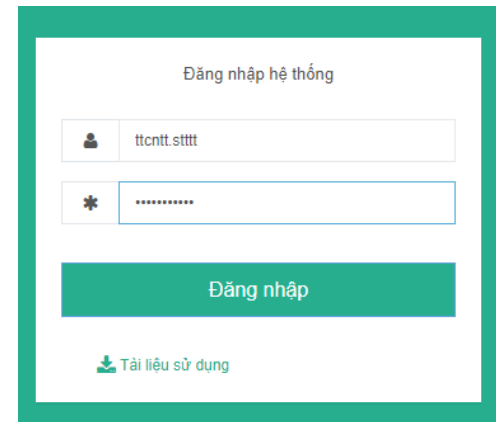 Đăng nhập hệ thống
ttcntt.stttt
•••••••••••
Đăng nhập
Tài liệu sử dụng